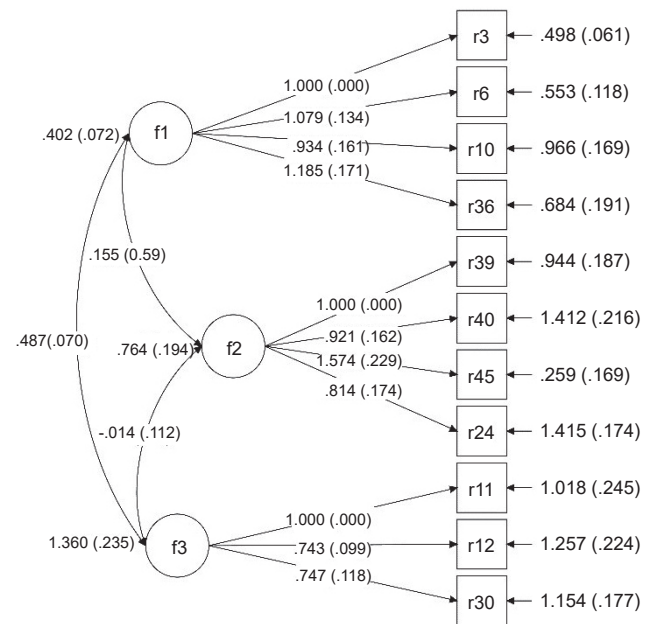 r3 .498 (.061)
1.000 (.000)
r6 .553 (.118)
1.079 (.134)
.402 (.072) f1
.934 (.161)
r10 .966 (.169)
1.185 (.171)
r36 .684 (.191)
.155 (0.59)
r39 .944 (.187)
1.000 (.000)
r40 1.412 (.216)
.921 (.162)
.487(.070)
.764 (.194) f2
1.574 (.229)
r45 .259 (.169)
.814 (.174)
r24 1.415 (.174)
-.014 (.112)
r11 1.018 (.245)
1.000 (.000)
1.360 (.235) f3
.743 (.099)
r12 1.257 (.224)
.747 (.118)
r30 1.154 (.177)